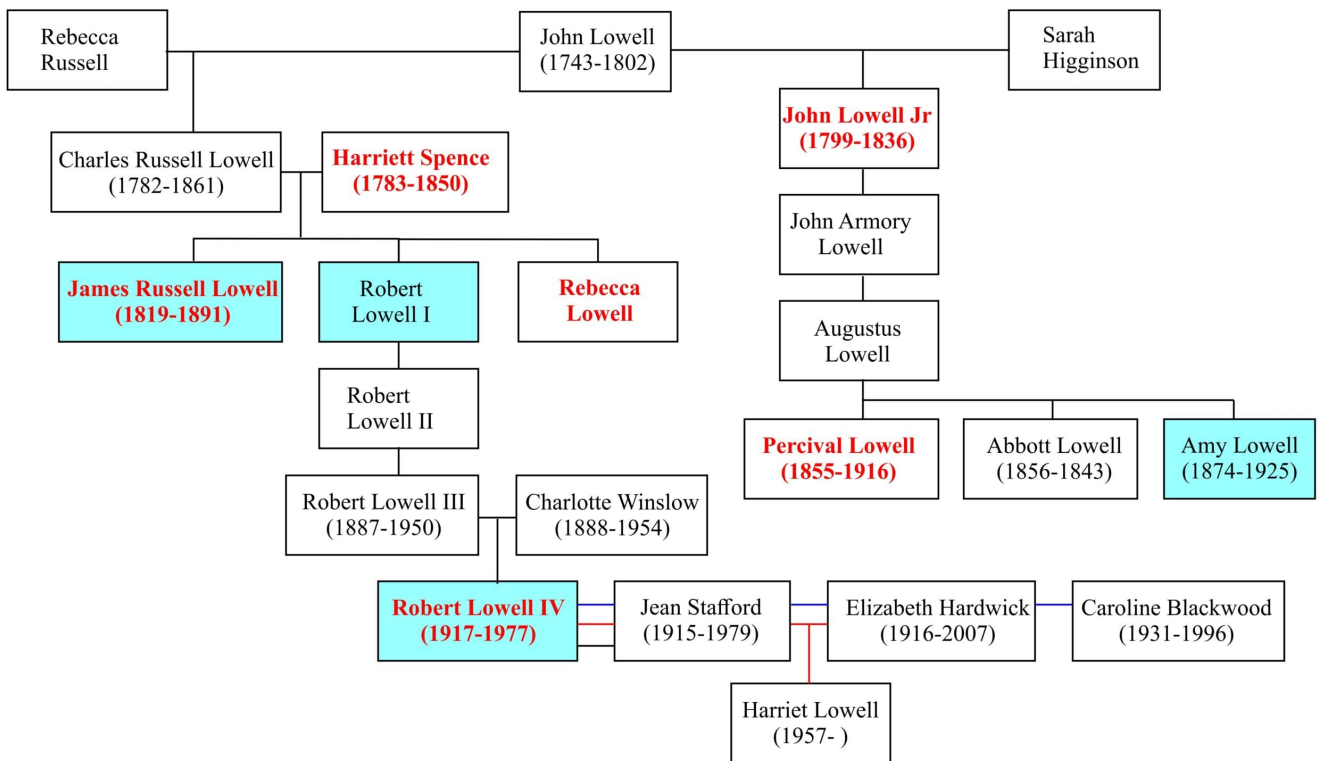 Rebecca
Russell
John Lowell
(1743-1802)
Sarah
Higginson
John Lowell Jr
(1799-1836)
Charles Russell Lowell
(1782-1861)
Harriett Spence
(1783-1850)
John Armory
Lowell
James Russell Lowell
(1819-1891)
Robert
Lowell I
Rebecca
Lowell
Augustus
Lowell
Robert
Lowell II
Percival Lowell
(1855-1916)
Abbott Lowell
(1856-1843)
Amy Lowell
(1874-1925)
Robert Lowell III
(1887-1950)
Charlotte Winslow
(1888-1954)
Robert Lowell IV
(1917-1977)
Jean Stafford
(1915-1979)
Elizabeth Hardwick
(1916-2007)
Caroline Blackwood
(1931-1996)
Harriet Lowell
(1957- )